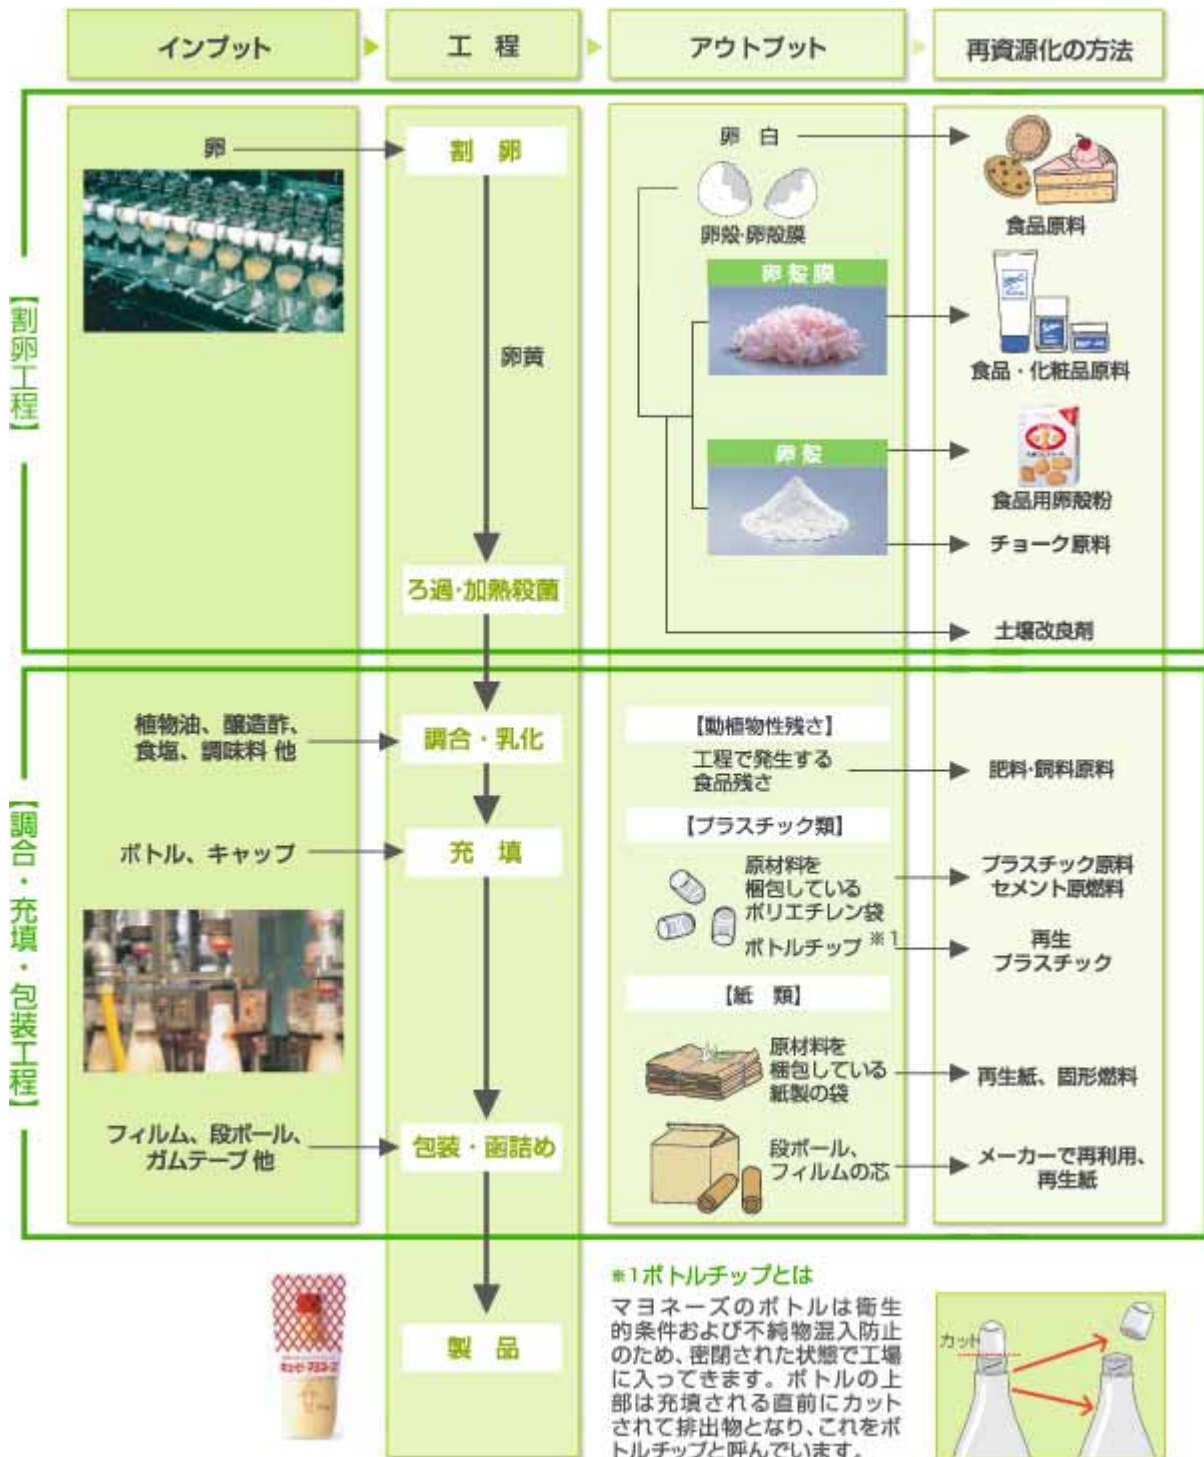 インプット
工 程
アウトプット
再資源化の方法
【割卵工程】
卵
割 卵
卵黄
ろ過・加熱殺菌
卵 白
卵殻・卵殻膜
卵殻膜
卵殻
食品原料
食品・化粧品原料
食品用卵殻粉
チョーク原料
土壌改良剤
【調合・充填・包装工程】
植物油、醸造酢、
食塩、調味料 他
調合・乳化
ボトル、キャップ
充 填
フィルム、段ボール、
ガムテープ 他
包装・函詰め
製 品
【動植物性残さ】
工程で発生する
食品残さ
肥料・飼料原料
【プラスチック類】
原材料を
梱包している
ポリエチレン袋
プラスチック原料
セメント原燃料
ボトルチップ ※1
再生
プラスチック
【紙 類】
原材料を
梱包している
紙製の袋
再生紙、固形燃料
段ボール、
フィルムの芯
メーカーで再利用、
再生紙
キユーピー マヨネーズ
※1ボトルチップとは
マヨネーズのボトルは衛生
的条件および不純物混入防止
のため、密閉された状態で工場
に入ってきます。ボトルの上
部は充填される直前にカット
されて排出物となり、これをボ
トルチップと呼んでいます。
カット